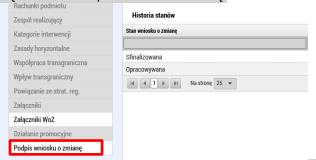 Rachunki podmiotu
Zespół realizujący
Kategorie interwencji
Zasady horyzontalne
Współpraca transgraniczna
Wpływ transgraniczny
Powiązanie ze strat. reg.
Załączniki
Załączniki WoZ
Działanie promocyjne
Podpis wniosku o zmianę
Historia stanów
Stan wniosku o zmianę
Sfinalizowana
Opracowywana
1 Na stronę 25